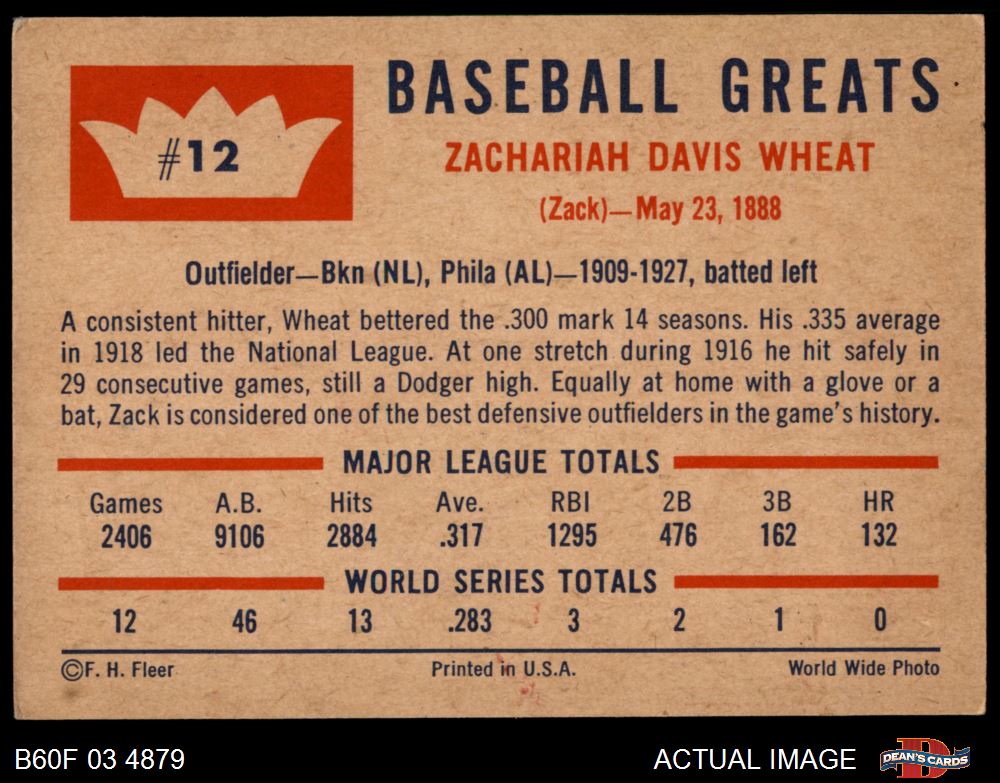 #12
BASEBALL GREATS
ZACHARIAH DAVIS WHEAT
(Zack)—May 23, 1888
Outfielder—Bkn (NL), Phila (AL)—1909-1927, batted left
A consistent hitter, Wheat bettered the .300 mark 14 seasons. His .335 average
in 1918 led the National League. At one stretch during 1916 he hit safely in
29 consecutive games, still a Dodger high. Equally at home with a glove or a
bat, Zack is considered one of the best defensive outfielders in the game's history.
MAJOR LEAGUE TOTALS
Games A.B. Hits Ave. RBI 2B 3B HR
2406 9106 2884 .317 1295 476 162 132
WORLD SERIES TOTALS
12 46 13 .283 3 2 1 0
©F. H. Fleer Printed in U.S.A. World Wide Photo
B60F 03 4879 ACTUAL IMAGE DEAN'S CARDS